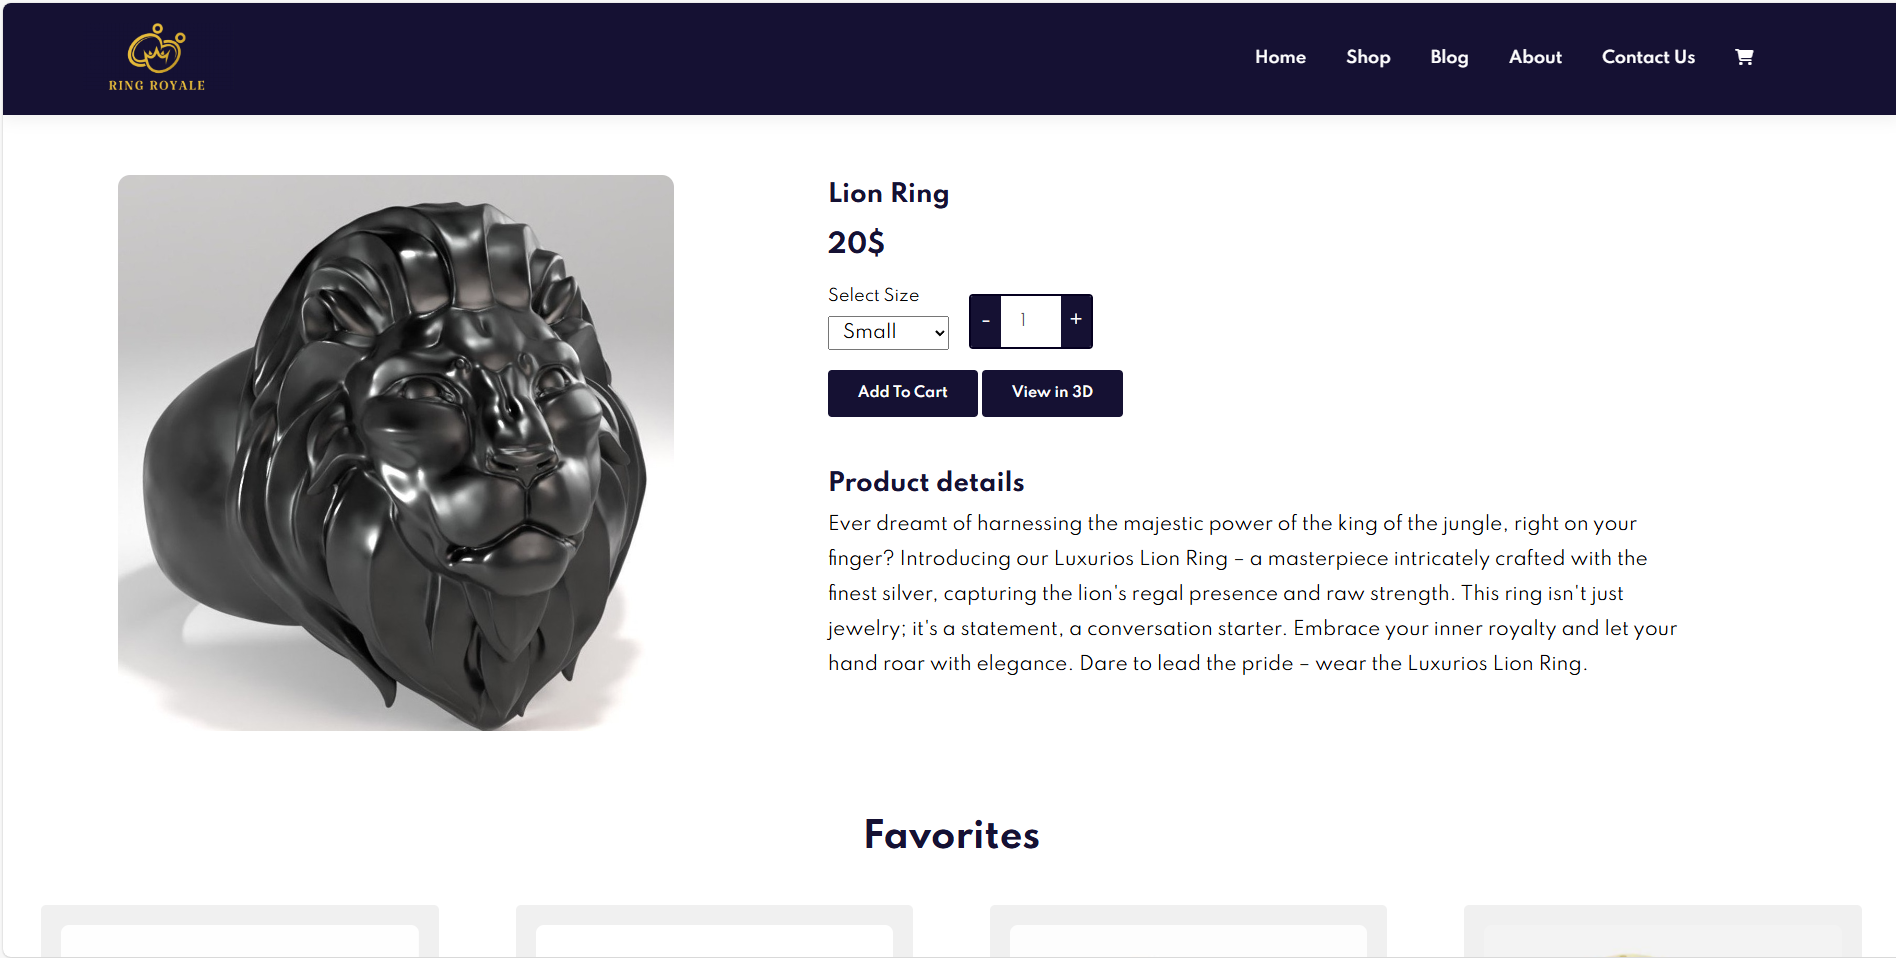 RING ROYALE
Home Shop Blog About Contact Us
Lion Ring
20$
Select Size
Small
- 1 +
Add To Cart View in 3D
Product details
Ever dreamt of harnessing the majestic power of the king of the jungle, right on your
finger? Introducing our Luxurios Lion Ring – a masterpiece intricately crafted with the
finest silver, capturing the lion's regal presence and raw strength. This ring isn't just
jewelry; it's a statement, a conversation starter. Embrace your inner royalty and let your
hand roar with elegance. Dare to lead the pride – wear the Luxurios Lion Ring.
Favorites